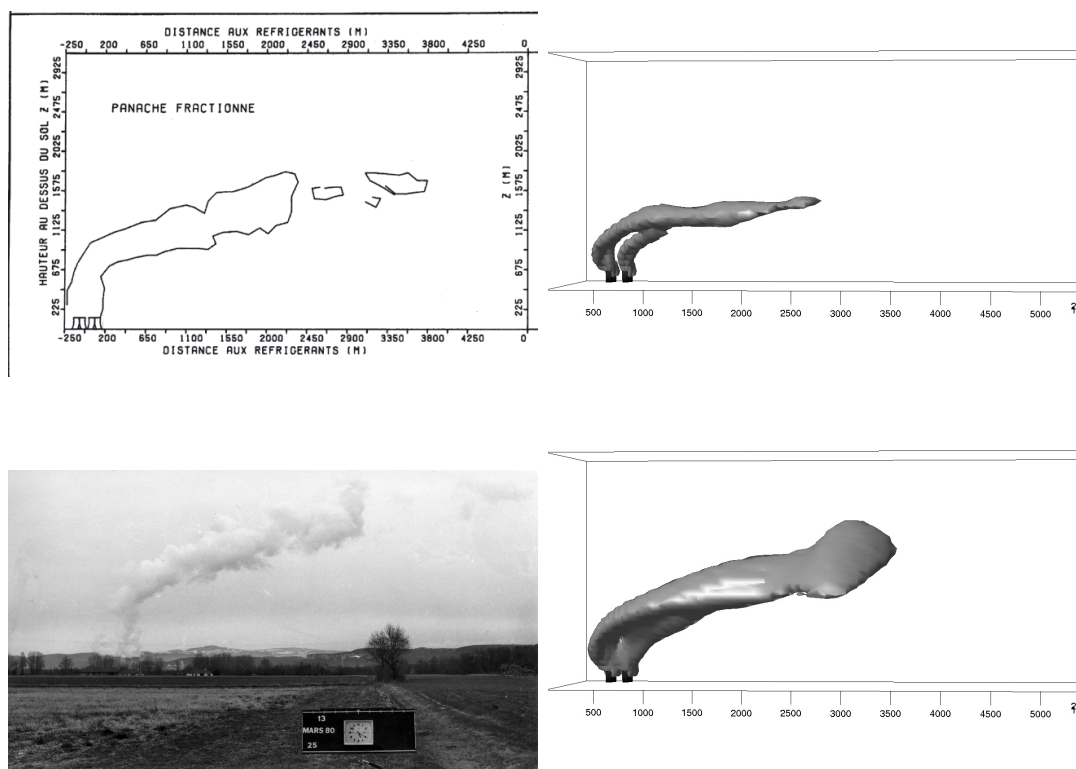 DISTANCE AUX REFRIGERANTS (M)
-250 200 650 1100 1550 2000 2450 2900 3350 3800 4250 0
HAUTEUR AU DESSUS DU SOL Z (M)
2925
2475
2025
1575
1125
675
225
PANACHE FRACTIONNE
Z (M)
2925
2475
2025
1575
1125
675
225
-250 200 650 1100 1550 2000 2450 2900 3350 3800 4250 0
DISTANCE AUX REFRIGERANTS (M)
500 1000 1500 2000 2500 3000 3500 4000 4500 5000
13
MARS 80
25
500 1000 1500 2000 2500 3000 3500 4000 4500 5000